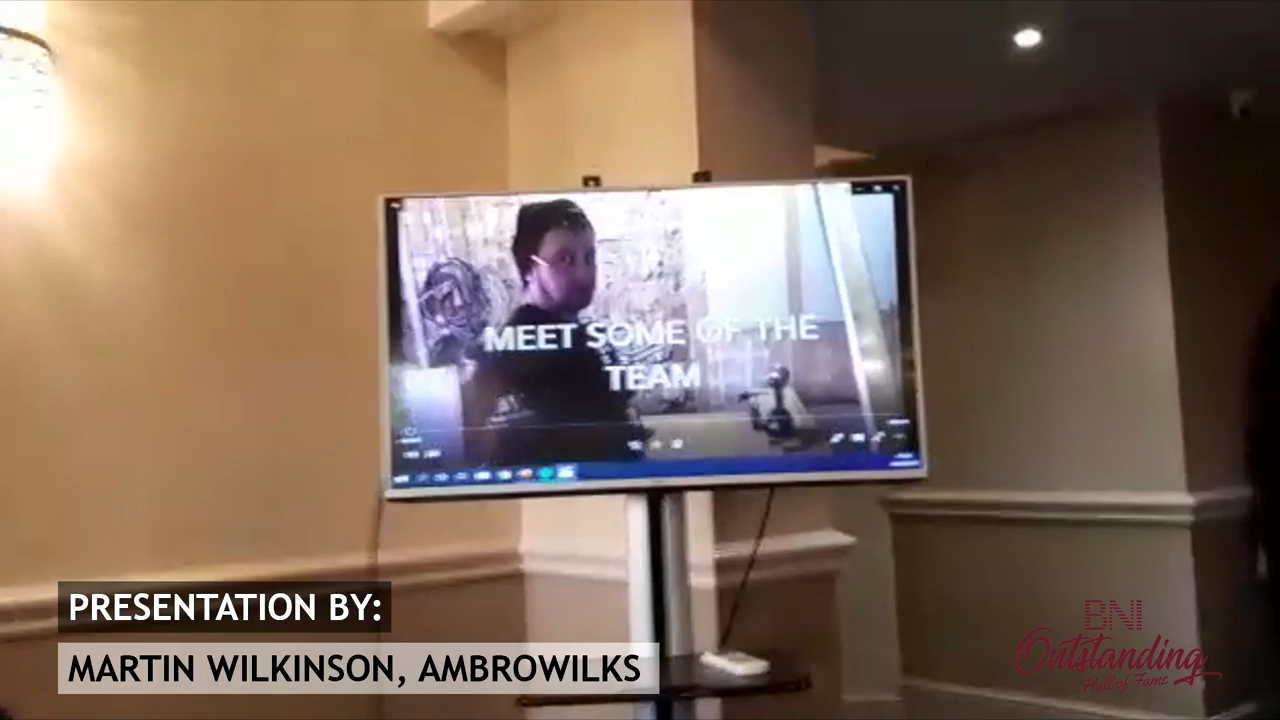 MEET SOME OF THE
TEAM
PRESENTATION BY:
MARTIN WILKINSON, AMBROWILKS
BNI
Outstanding
Hall of Fame